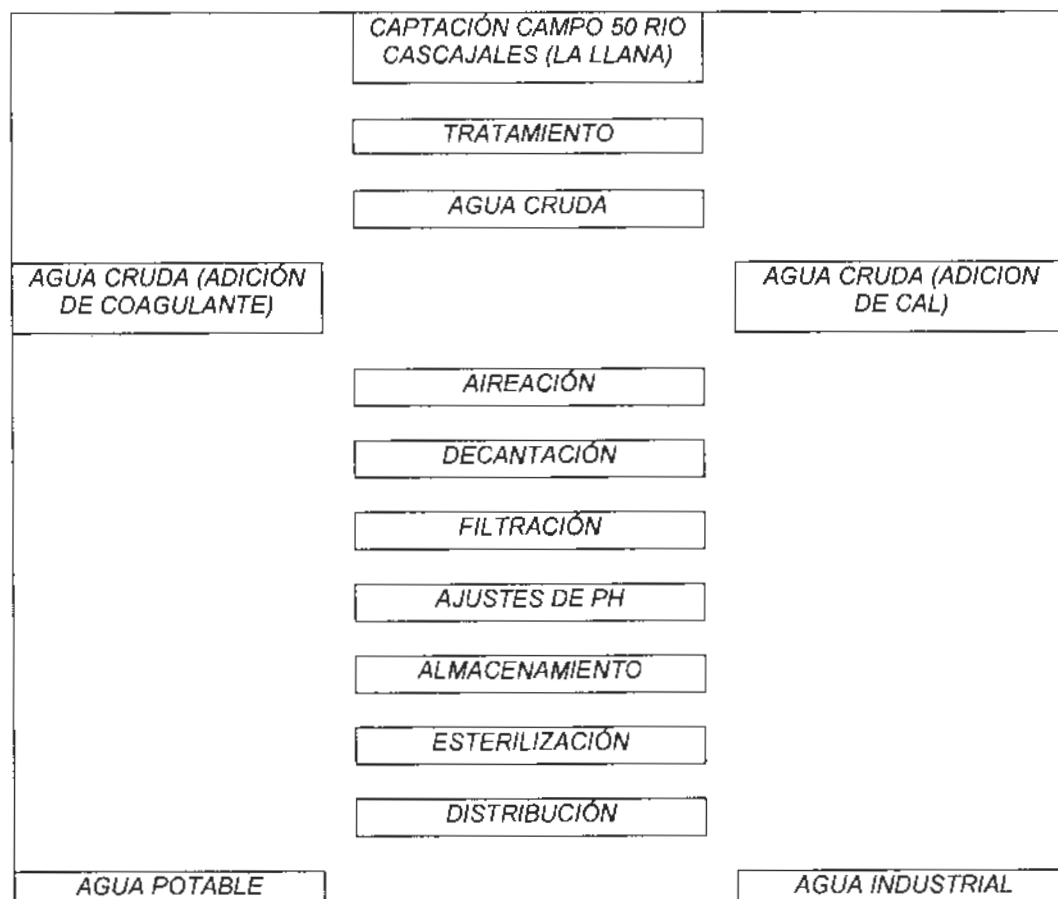 CAPTACIÓN CAMPO 50 RIO
CASCAJALES (LA LLANA)
TRATAMIENTO
AGUA CRUDA
AGUA CRUDA (ADICIÓN
DE COAGULANTE)
AGUA CRUDA (ADICION
DE CAL)
AIREACIÓN
DECANTACIÓN
FILTRACIÓN
AJUSTES DE PH
ALMACENAMIENTO
ESTERILIZACIÓN
DISTRIBUCIÓN
AGUA POTABLE
AGUA INDUSTRIAL